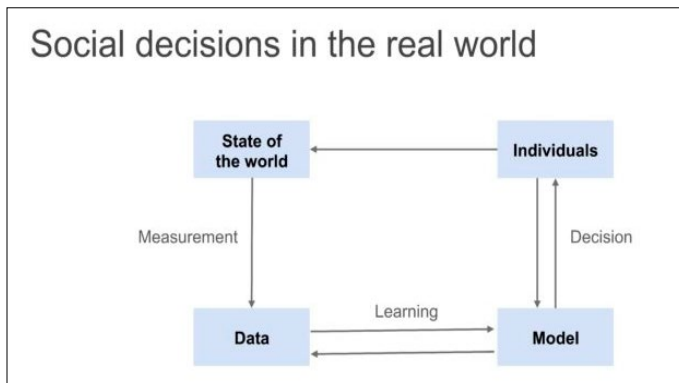 Social decisions in the real world
State of
the world
Individuals
Measurement
Decision
Learning
Data
Model